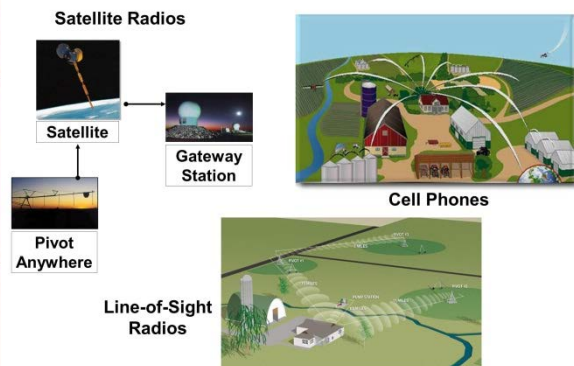 Satellite Radios
Satellite
Gateway
Station
Pivot
Anywhere
Cell Phones
Line-of-Sight
Radios